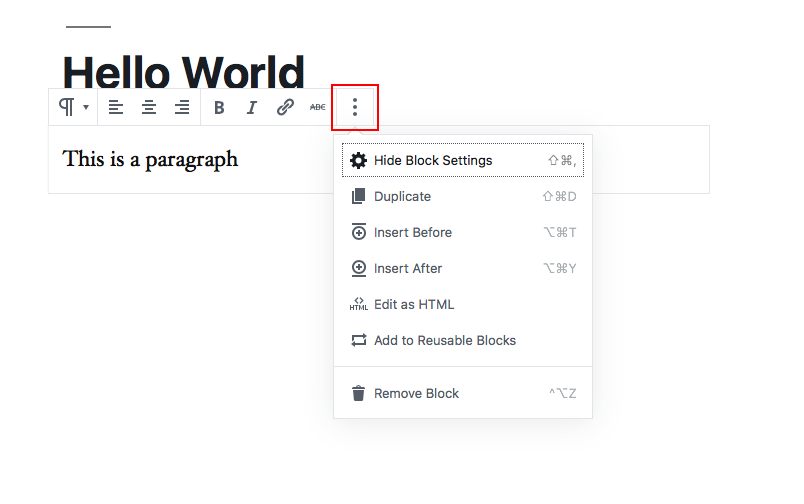 Hello World
B I ABC
This is a paragraph
Hide Block Settings ⇧⌘,
Duplicate ⇧⌘D
Insert Before ⌥⌘T
Insert After ⌥⌘Y
HTML Edit as HTML
Add to Reusable Blocks
Remove Block ^⌥Z